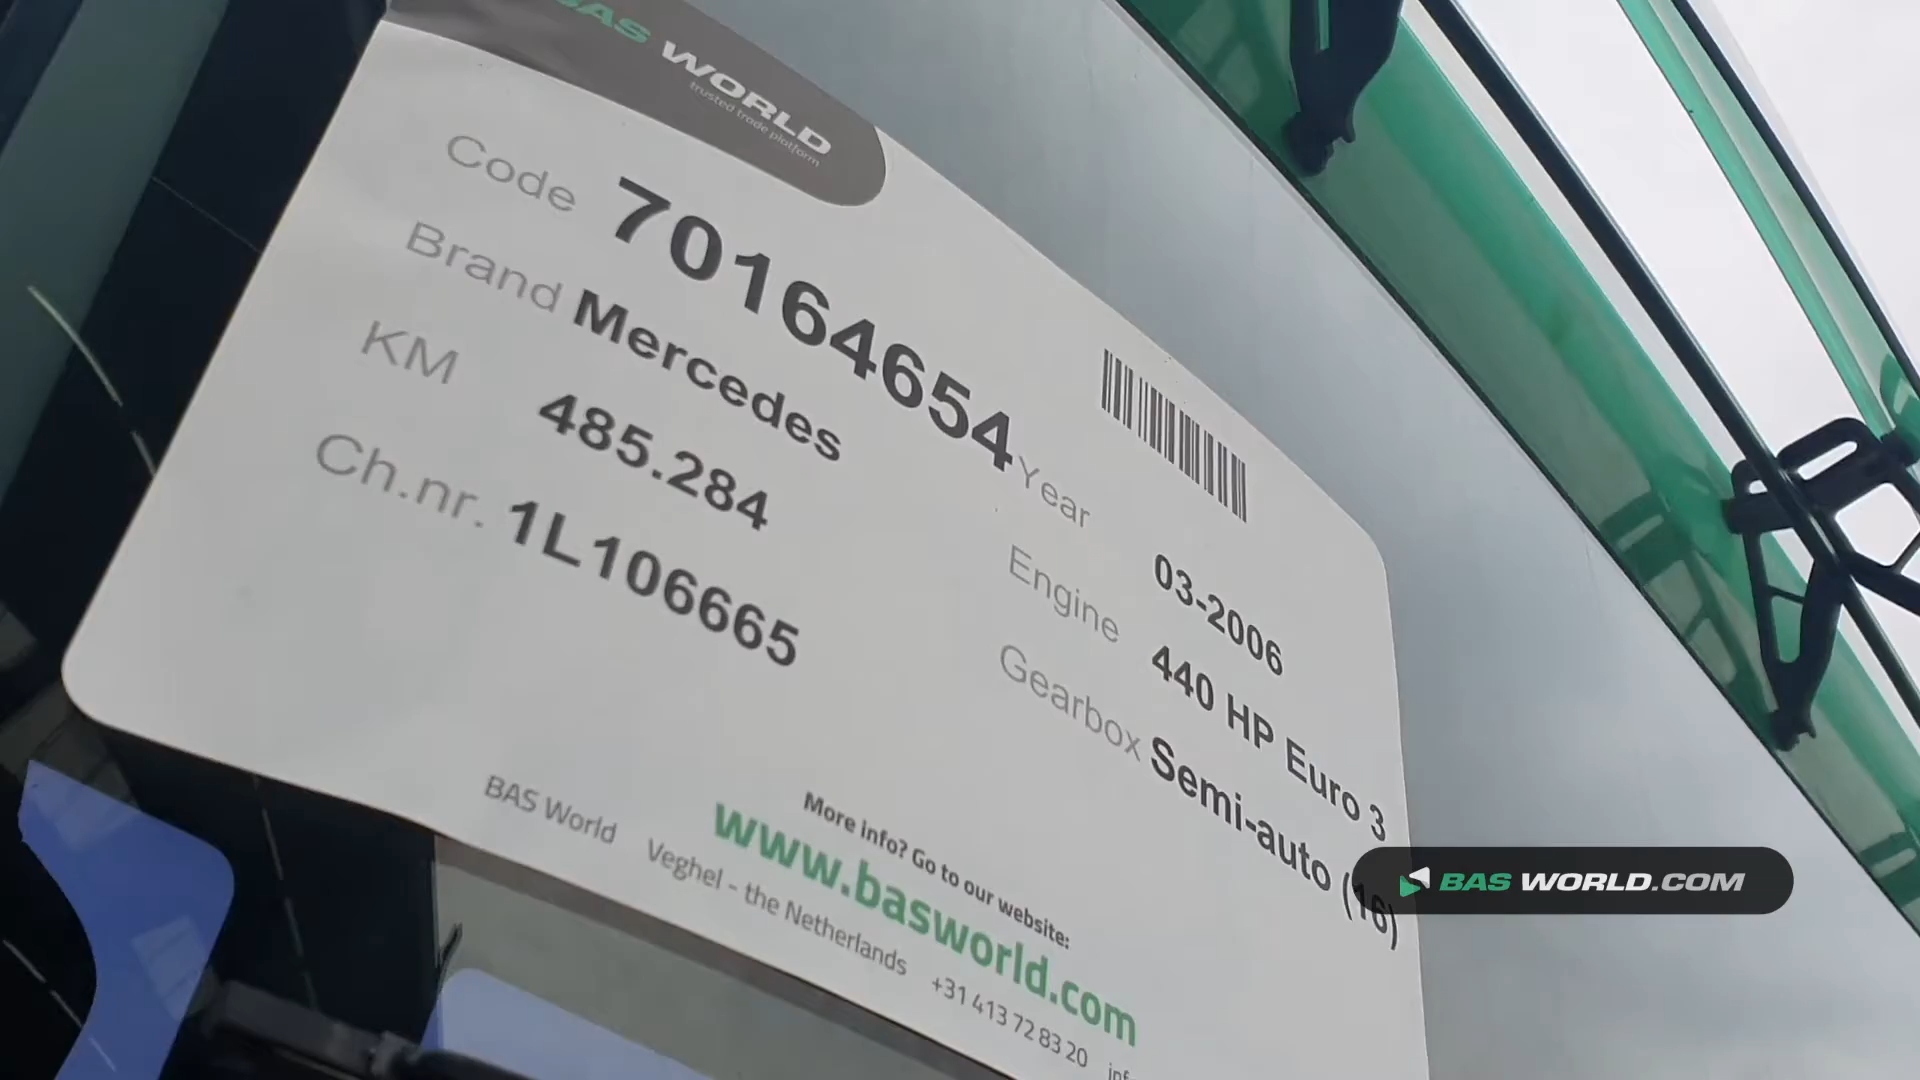 BAS WORLD
trusted trade platform
Code 70164654
Brand Mercedes
KM 485.284
Ch.nr. 1L106665
Year 03-2006
Engine 440 HP Euro 3
Gearbox Semi-auto (16)
More info? Go to our website:
www.basworld.com
BAS World Veghel - the Netherlands +31 413 72 83 20
BAS WORLD.COM